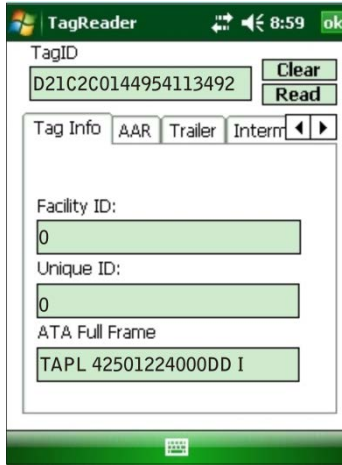 TagReader 8:59 ok
TagID
D21C2C0144954113492
Clear
Read
Tag Info AAR Trailer Interm
Facility ID:
0
Unique ID:
0
ATA Full Frame
TAPL 42501224000DD I